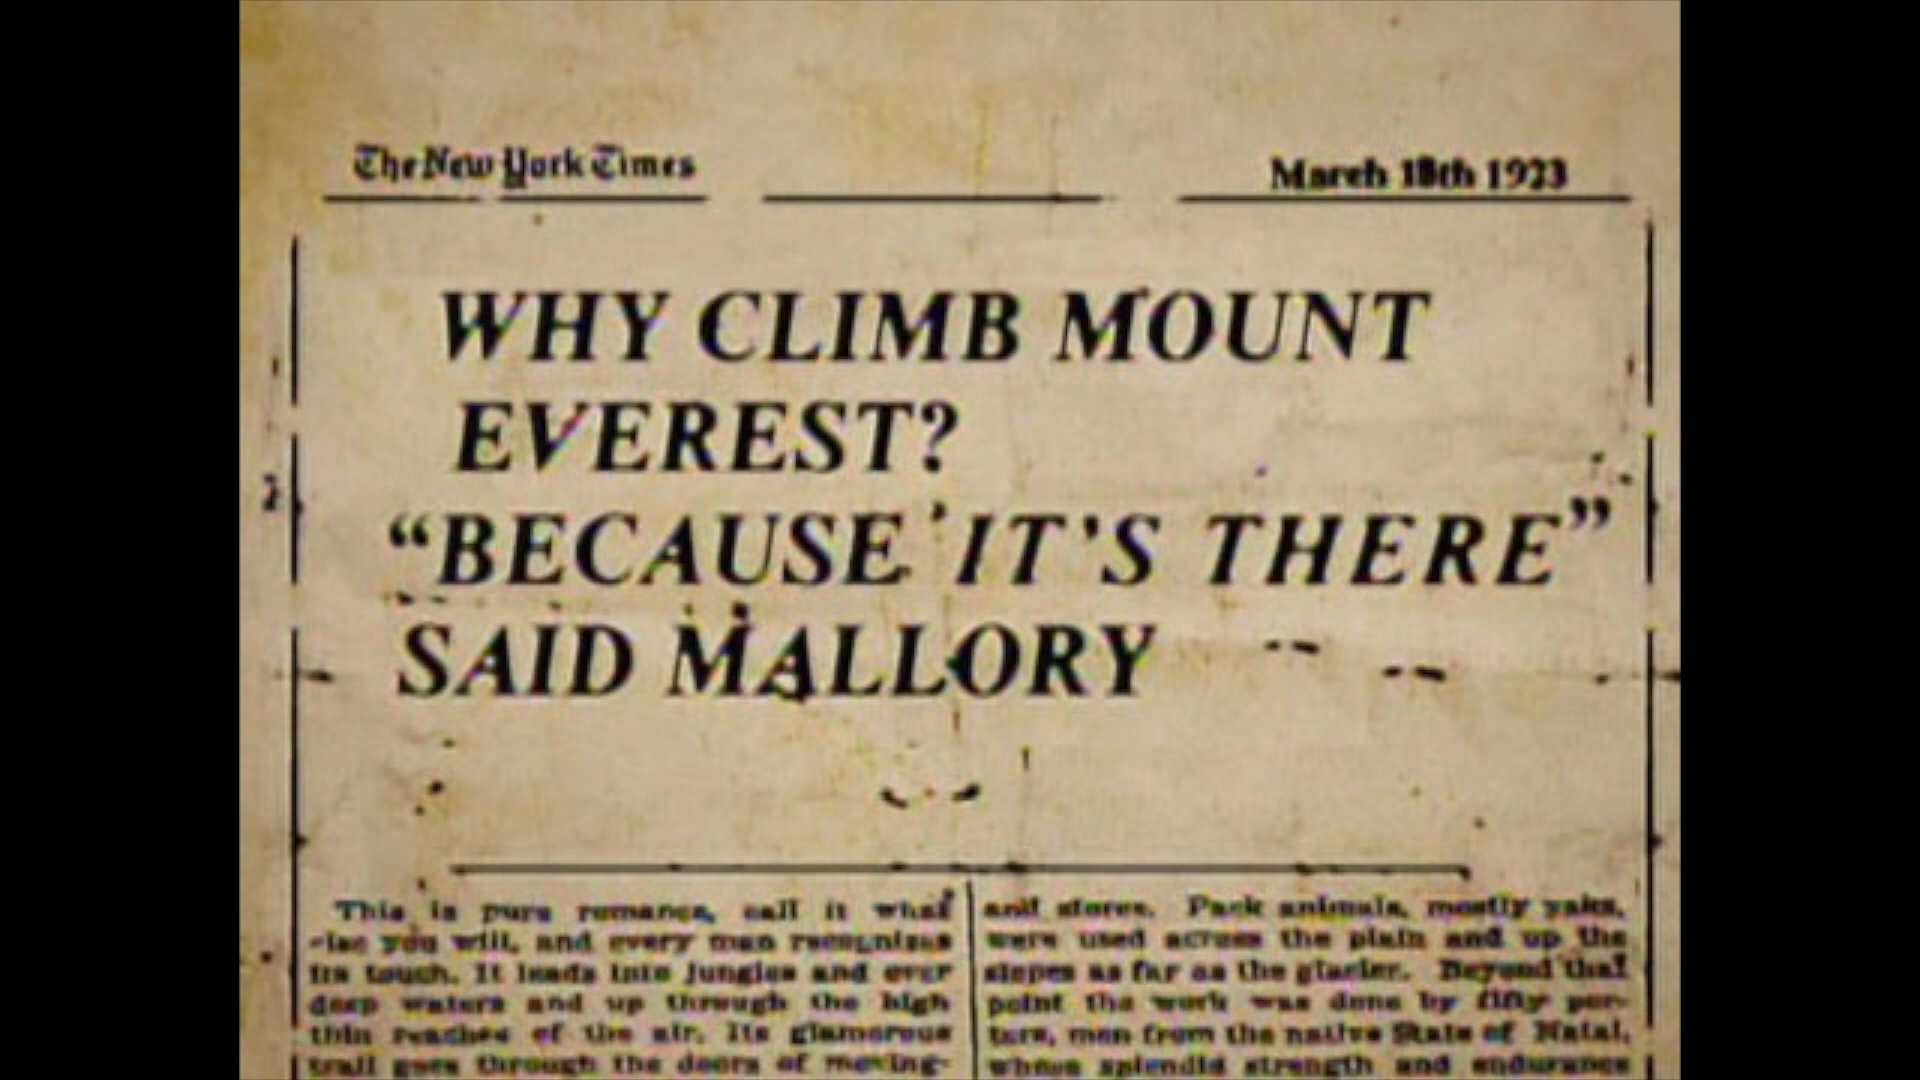 The New York Times
March 18th 1923
WHY CLIMB MOUNT
EVEREST?
“BECAUSE IT'S THERE”
SAID MALLORY
This is pure romance, call it what
else you will, and every man recognizes
its touch. It leads into jungles and over
deep waters and up through the high
thin reaches of the air. Its glamorous
trail goes through the doors of moving-
and stores. Pack animals, mostly yaks,
were used across the plain and up the
slopes as far as the glacier. Beyond that
point the work was done by fifty por-
ters, men from the native State of Natal,
whose splendid strength and endurance